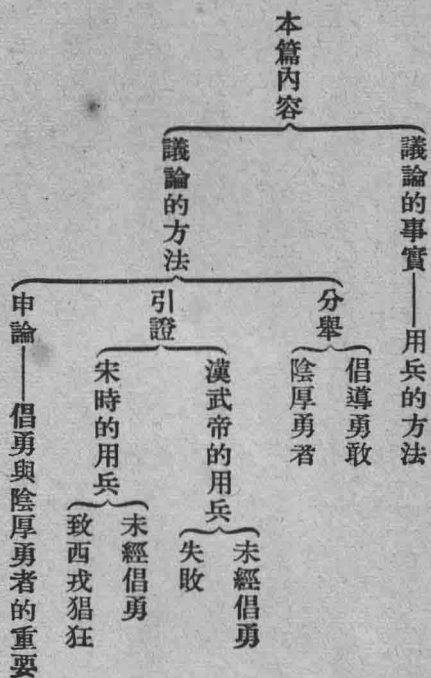 本篇內容
議論的事實——用兵的方法
議論的方法
分舉
倡導勇敢
陰厚勇者
引證
漢武帝的用兵
未經倡勇
失敗
宋時的用兵
未經倡勇
致西戎猖狂
申論——倡勇與陰厚勇者的重要